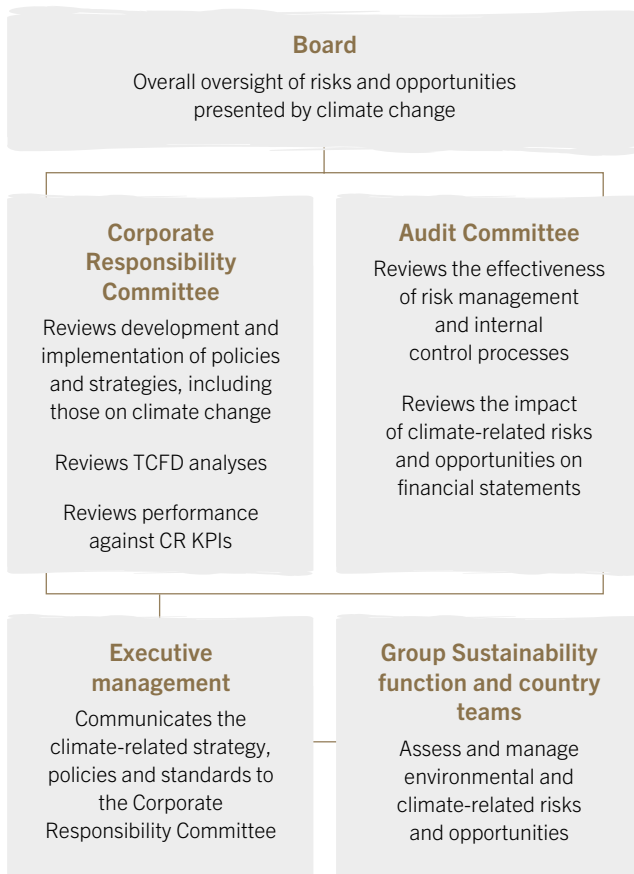 Board
Overall oversight of risks and opportunities
presented by climate change
Corporate
Responsibility
Committee
Reviews development and
implementation of policies
and strategies, including
those on climate change
Reviews TCFD analyses
Reviews performance
against CR KPIs
Audit Committee
Reviews the effectiveness
of risk management
and internal
control processes
Reviews the impact
of climate-related risks
and opportunities on
financial statements
Executive
management
Communicates the
climate-related strategy,
policies and standards to
the Corporate
Responsibility Committee
Group Sustainability
function and country
teams
Assess and manage
environmental and
climate-related risks
and opportunities